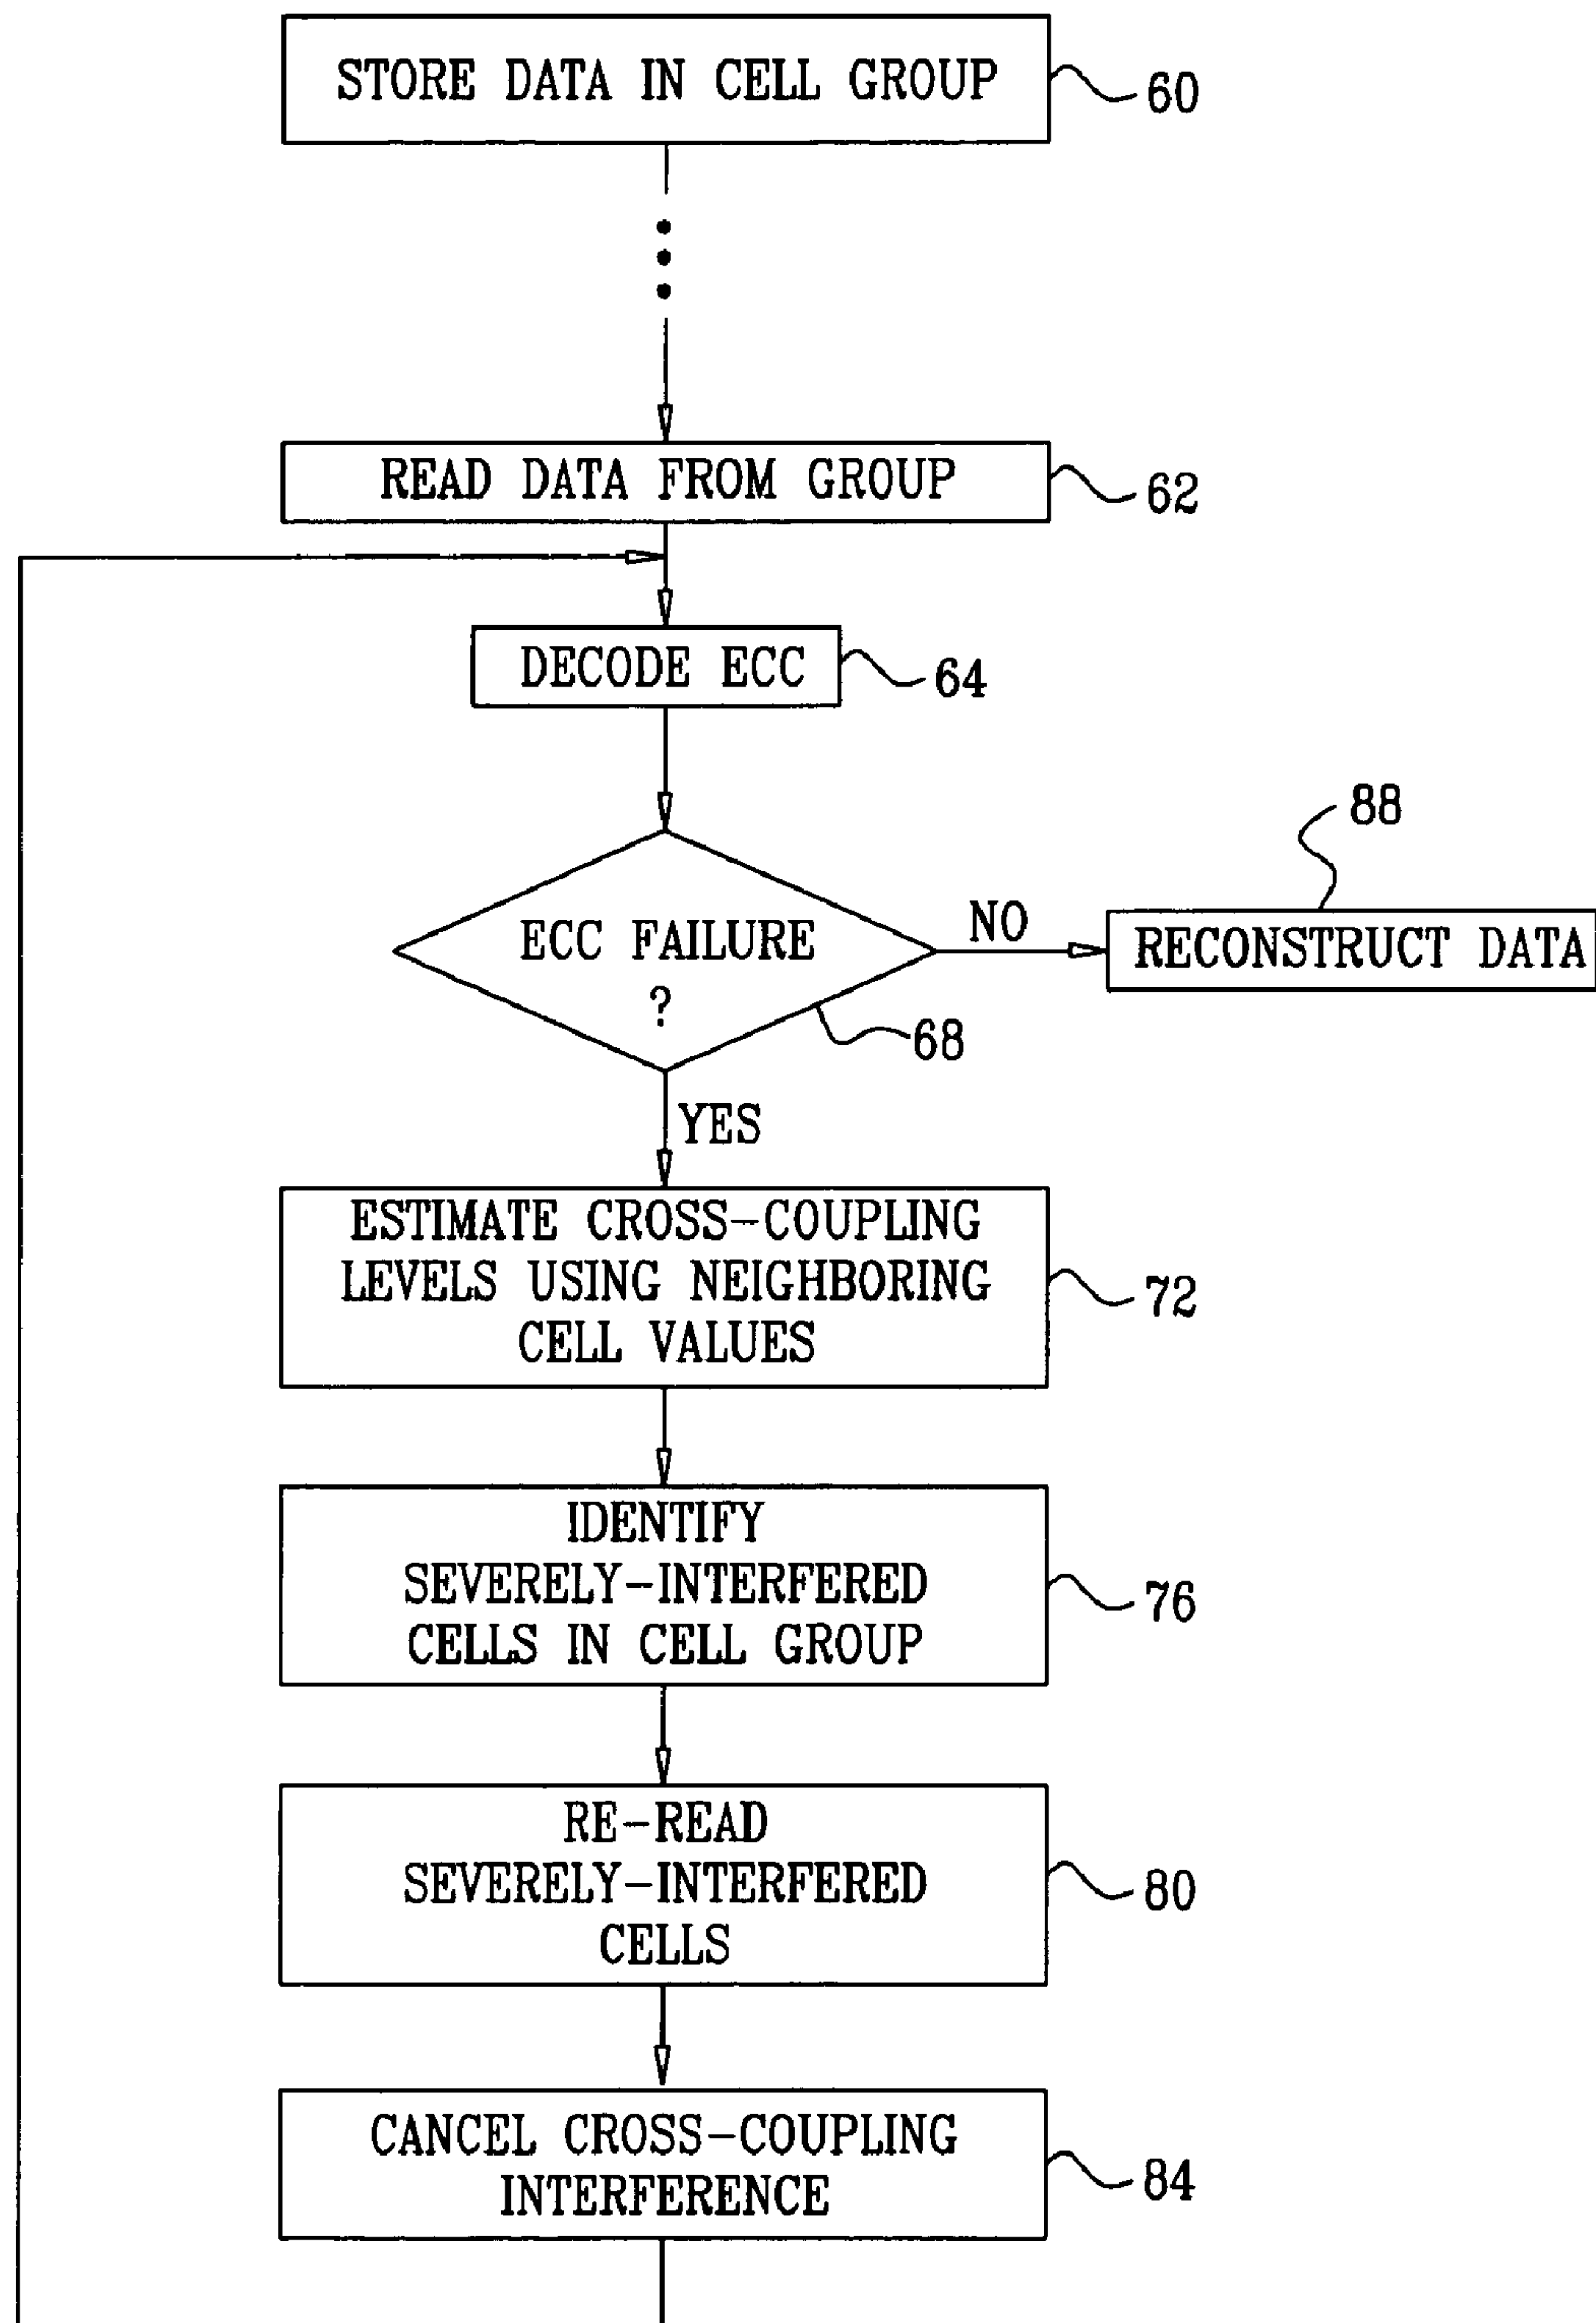 STORE DATA IN CELL GROUP
60
READ DATA FROM GROUP
62
DECODE ECC
64
88
ECC FAILURE
?
NO
RECONSTRUCT DATA
68
YES
ESTIMATE CROSS-COUPLING
LEVELS USING NEIGHBORING
CELL VALUES
72
IDENTIFY
SEVERELY-INTERFERED
CELLS IN CELL GROUP
76
RE-READ
SEVERELY-INTERFERED
CELLS
80
CANCEL CROSS-COUPLING
INTERFERENCE
84